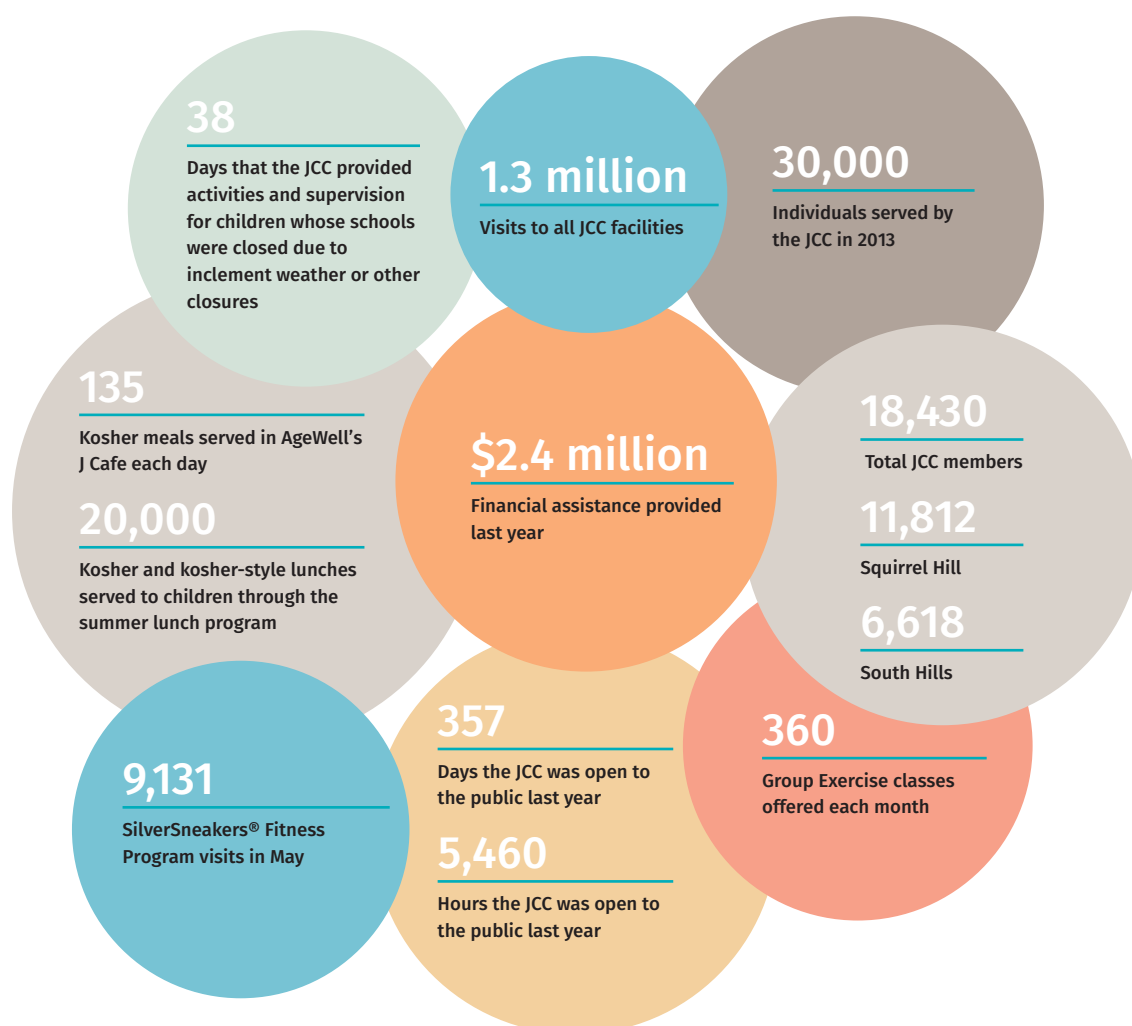 38
Days that the JCC provided
activities and supervision
for children whose schools
were closed due to
inclement weather or other
closures
1.3 million
Visits to all JCC facilities
30,000
Individuals served by
the JCC in 2013
135
Kosher meals served in AgeWell's
J Cafe each day
20,000
Kosher and kosher-style lunches
served to children through the
summer lunch program
$2.4 million
Financial assistance provided
last year
18,430
Total JCC members
11,812
Squirrel Hill
6,618
South Hills
9,131
SilverSneakers® Fitness
Program visits in May
357
Days the JCC was open to
the public last year
5,460
Hours the JCC was open to
the public last year
360
Group Exercise classes
offered each month